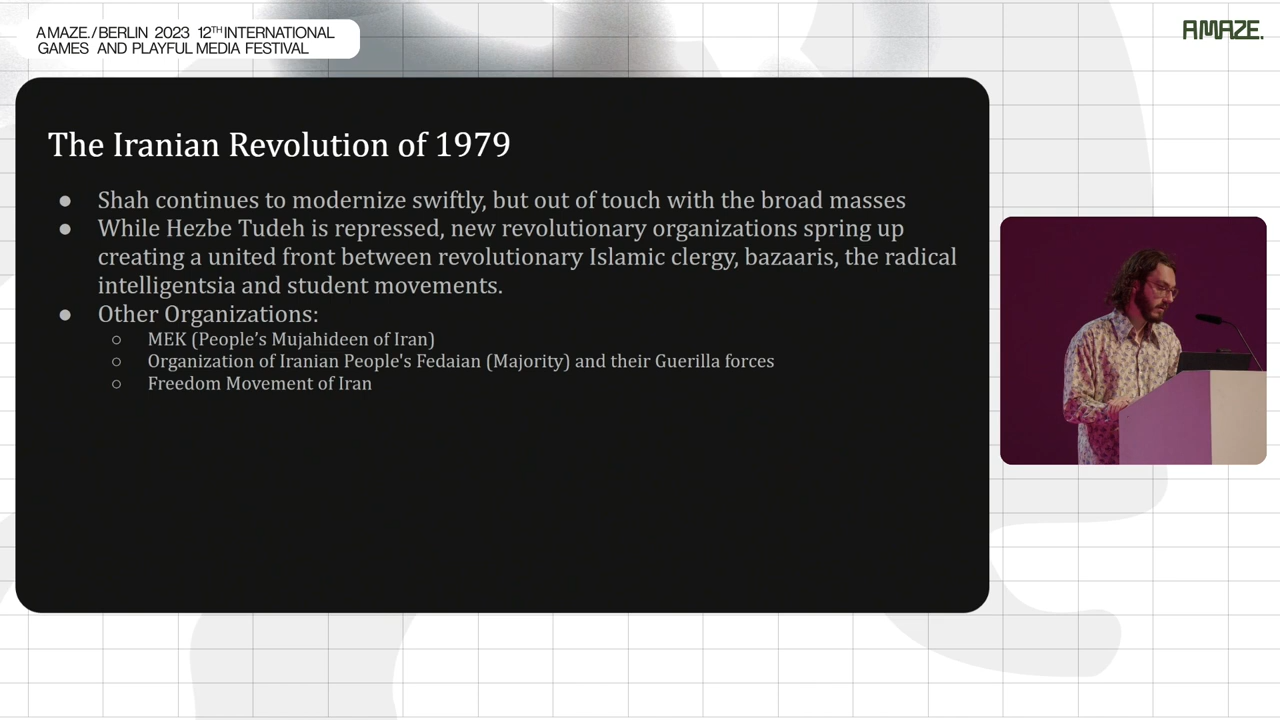 A MAZE. / BERLIN 2023 12TH INTERNATIONAL
GAMES AND PLAYFUL MEDIA FESTIVAL
AMAZE.
The Iranian Revolution of 1979
● Shah continues to modernize swiftly, but out of touch with the broad masses
● While Hezbe Tudeh is repressed, new revolutionary organizations spring up
creating a united front between revolutionary Islamic clergy, bazaaris, the radical
intelligentsia and student movements.
● Other Organizations:
○ MEK (People’s Mujahideen of Iran)
○ Organization of Iranian People's Fedaian (Majority) and their Guerilla forces
○ Freedom Movement of Iran